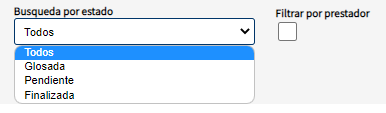 Busqueda por estado
Filtrar por prestador
Todos
Todos
Glosada
Pendiente
Finalizada